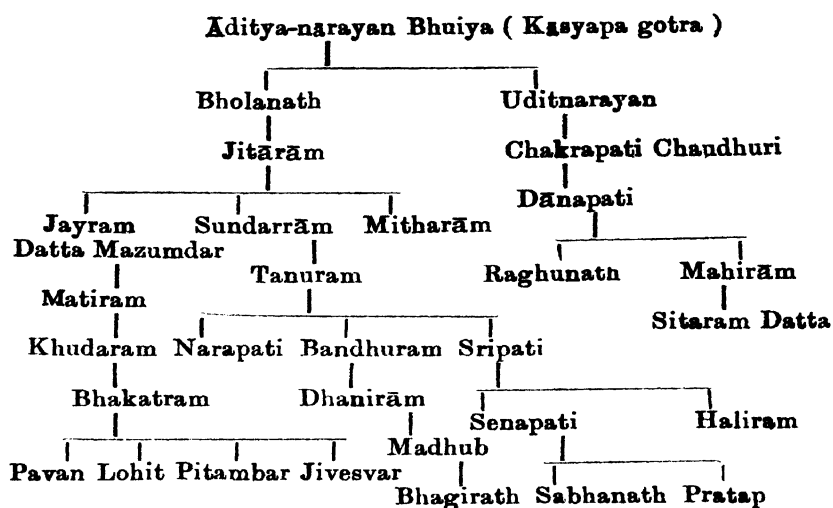 Aditya-narayan Bhuiya ( Kasyapa gotra )
Bholanath Uditnarayan
Jitārām Chakrapati Chaudhuri
Dānapati
Jayram Sundarrām Mitharām
Datta Mazumdar
Tanuram Raghunath Mahirām
Matiram
Sitaram Datta
Khudaram Narapati Bandhuram Sripati
Bhakatram Dhanirām
Senapati Haliram
Madhub
Pavan Lohit Pitambar Jivesvar
Bhagirath Sabhanath Pratap